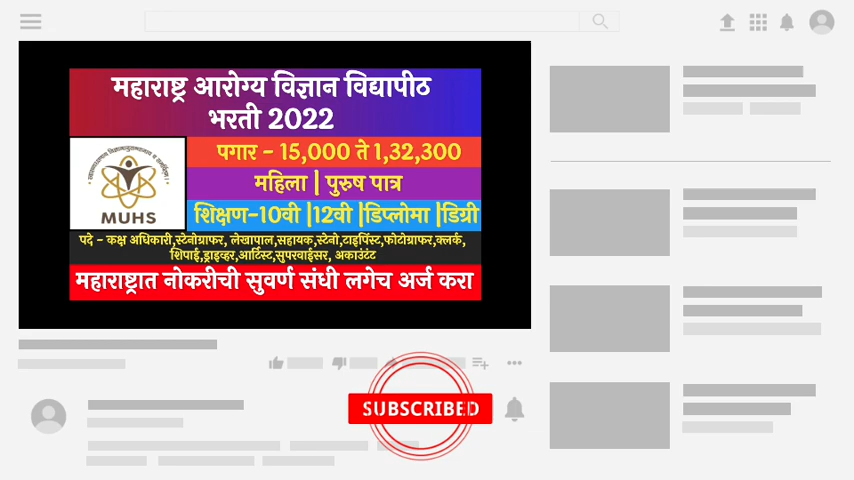 महाराष्ट्र आरोग्य विज्ञान विद्यापीठ
भरती 2022
पगार - 15,000 ते 1,32,300
महिला | पुरुष पात्र
MUHS
शिक्षण-10वी |12वी |डिप्लोमा |डिग्री
पदे - कक्ष अधिकारी,स्टेनोग्राफर, लेखापाल,सहायक,स्टेनो,टाइपिंस्ट,फोटोग्राफर,क्लर्क,
शिपाई,ड्राइव्हर,आर्टिस्ट,सुपरवाईसर, अकाउंटंट
महाराष्ट्रात नोकरीची सुवर्ण संधी लगेच अर्ज करा
SUBSCRIBED